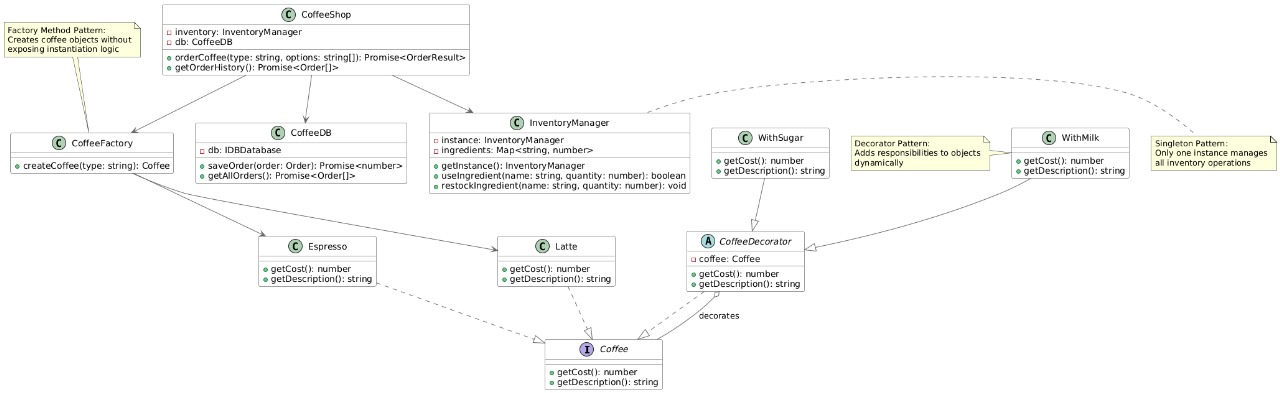 Factory Method Pattern:
Creates coffee objects without
exposing instantiation logic
C CoffeeShop
inventory: InventoryManager
db: CoffeeDB
orderCoffee(type: string, options: string[]): Promise<OrderResult>
getOrderHistory(): Promise<Order[]>
C CoffeeFactory
createCoffee(type: string): Coffee
C CoffeeDB
db: IDBDatabase
saveOrder(order: Order): Promise<number>
getAllOrders(): Promise<Order[]>
C InventoryManager
instance: InventoryManager
ingredients: Map<string, number>
getInstance(): InventoryManager
useIngredient(name: string, quantity: number): boolean
restockIngredient(name: string, quantity: number): void
C WithSugar
getCost(): number
getDescription(): string
Decorator Pattern:
Adds responsibilities to objects
dynamically
C WithMilk
getCost(): number
getDescription(): string
Singleton Pattern:
Only one instance manages
all inventory operations
C Espresso
getCost(): number
getDescription(): string
C Latte
getCost(): number
getDescription(): string
A CoffeeDecorator
coffee: Coffee
getCost(): number
getDescription(): string
decorates
I Coffee
getCost(): number
getDescription(): string